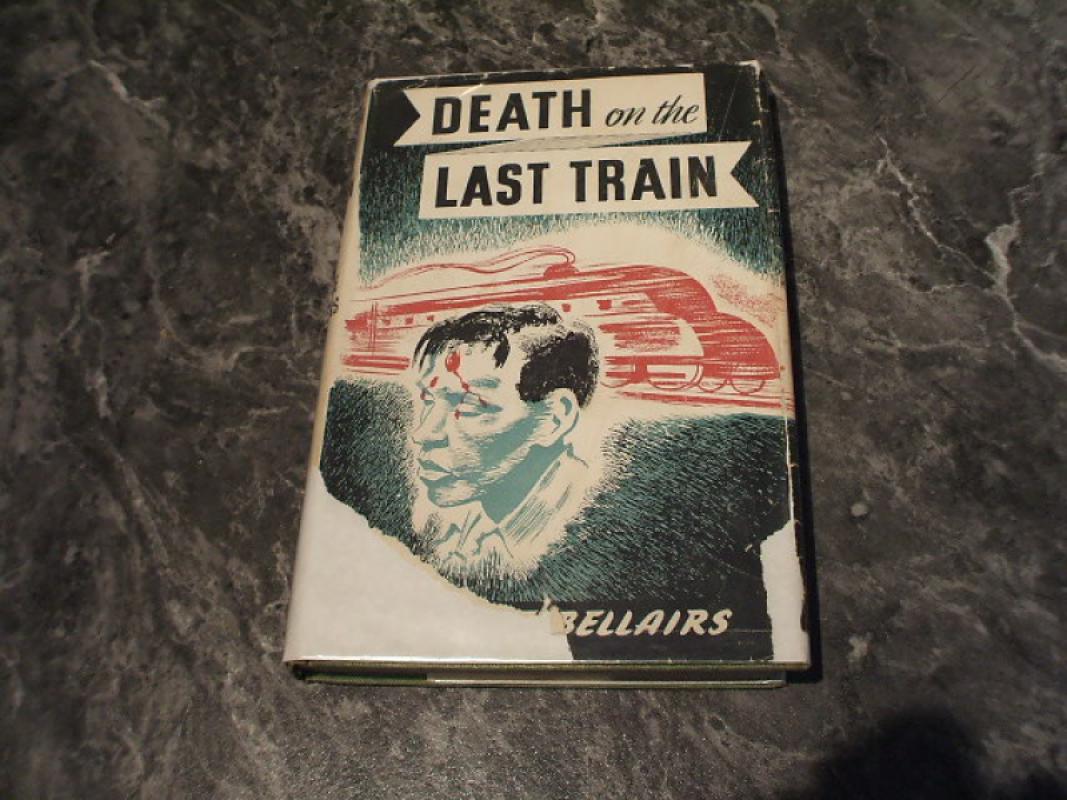 DEATH on the
LAST TRAIN
BELLAIRS